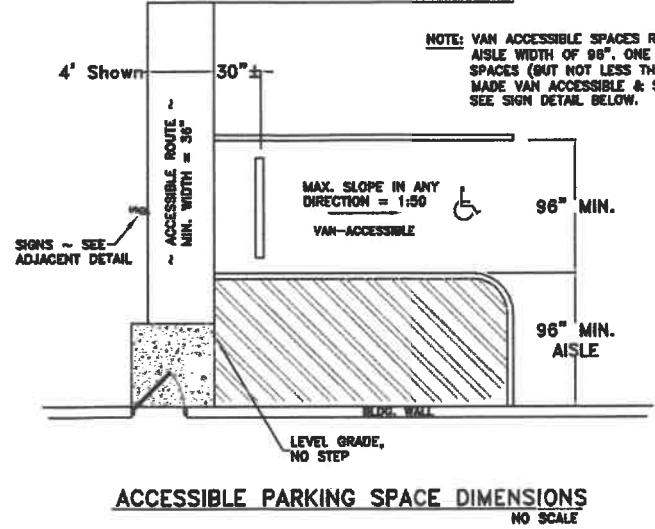 NOTE: VAN ACCESSIBLE SPACES R
AISLE WIDTH OF 96". ONE
SPACES (BUT NOT LESS TH
MADE VAN ACCESSIBLE & S
SEE SIGN DETAIL BELOW.
4' Shown
30"±
~ ACCESSIBLE ROUTE ~
MIN. WIDTH = 36"
MAX. SLOPE IN ANY
DIRECTION = 1:50
VAN-ACCESSIBLE
96" MIN.
SIGNS ~ SEE
ADJACENT DETAIL
96" MIN.
AISLE
BLDG. WALL
LEVEL GRADE,
NO STEP
ACCESSIBLE PARKING SPACE DIMENSIONS
NO SCALE